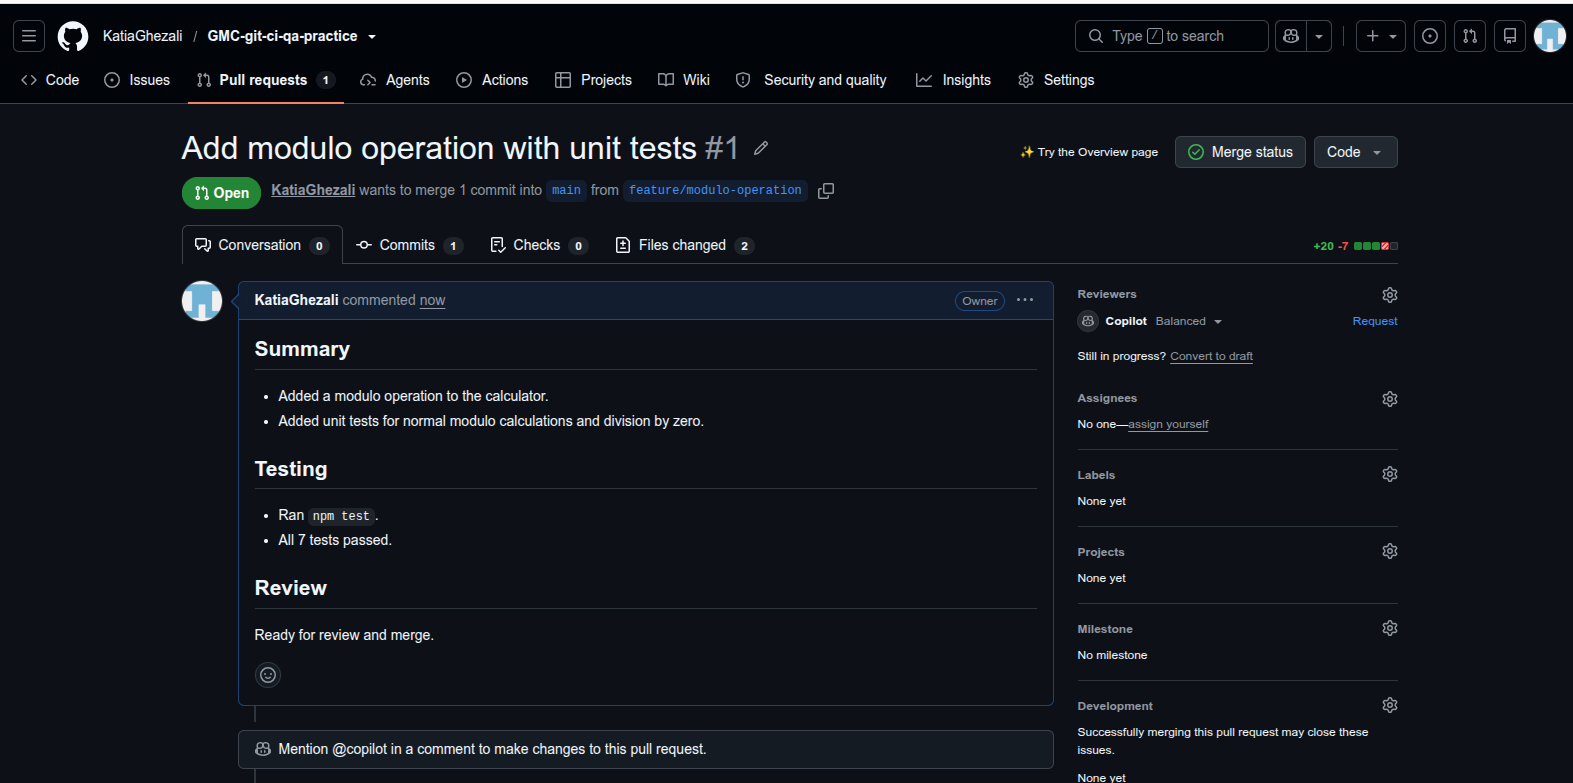 KatiaGhezali / GMC-git-ci-qa-practice
Type / to search
Code Issues Pull requests 1 Agents Actions Projects Wiki Security and quality Insights Settings
Add modulo operation with unit tests #1
✨ Try the Overview page Merge status Code
Open KatiaGhezali wants to merge 1 commit into main from feature/modulo-operation
Conversation 0 Commits 1 Checks 0 Files changed 2 +20 -7
KatiaGhezali commented now Owner
Summary
• Added a modulo operation to the calculator.
• Added unit tests for normal modulo calculations and division by zero.
Testing
• Ran npm test.
• All 7 tests passed.
Review
Ready for review and merge.
Mention @copilot in a comment to make changes to this pull request.
Reviewers
Copilot Balanced Request
Still in progress? Convert to draft
Assignees
No one—assign yourself
Labels
None yet
Projects
None yet
Milestone
No milestone
Development
Successfully merging this pull request may close these
issues.
None yet